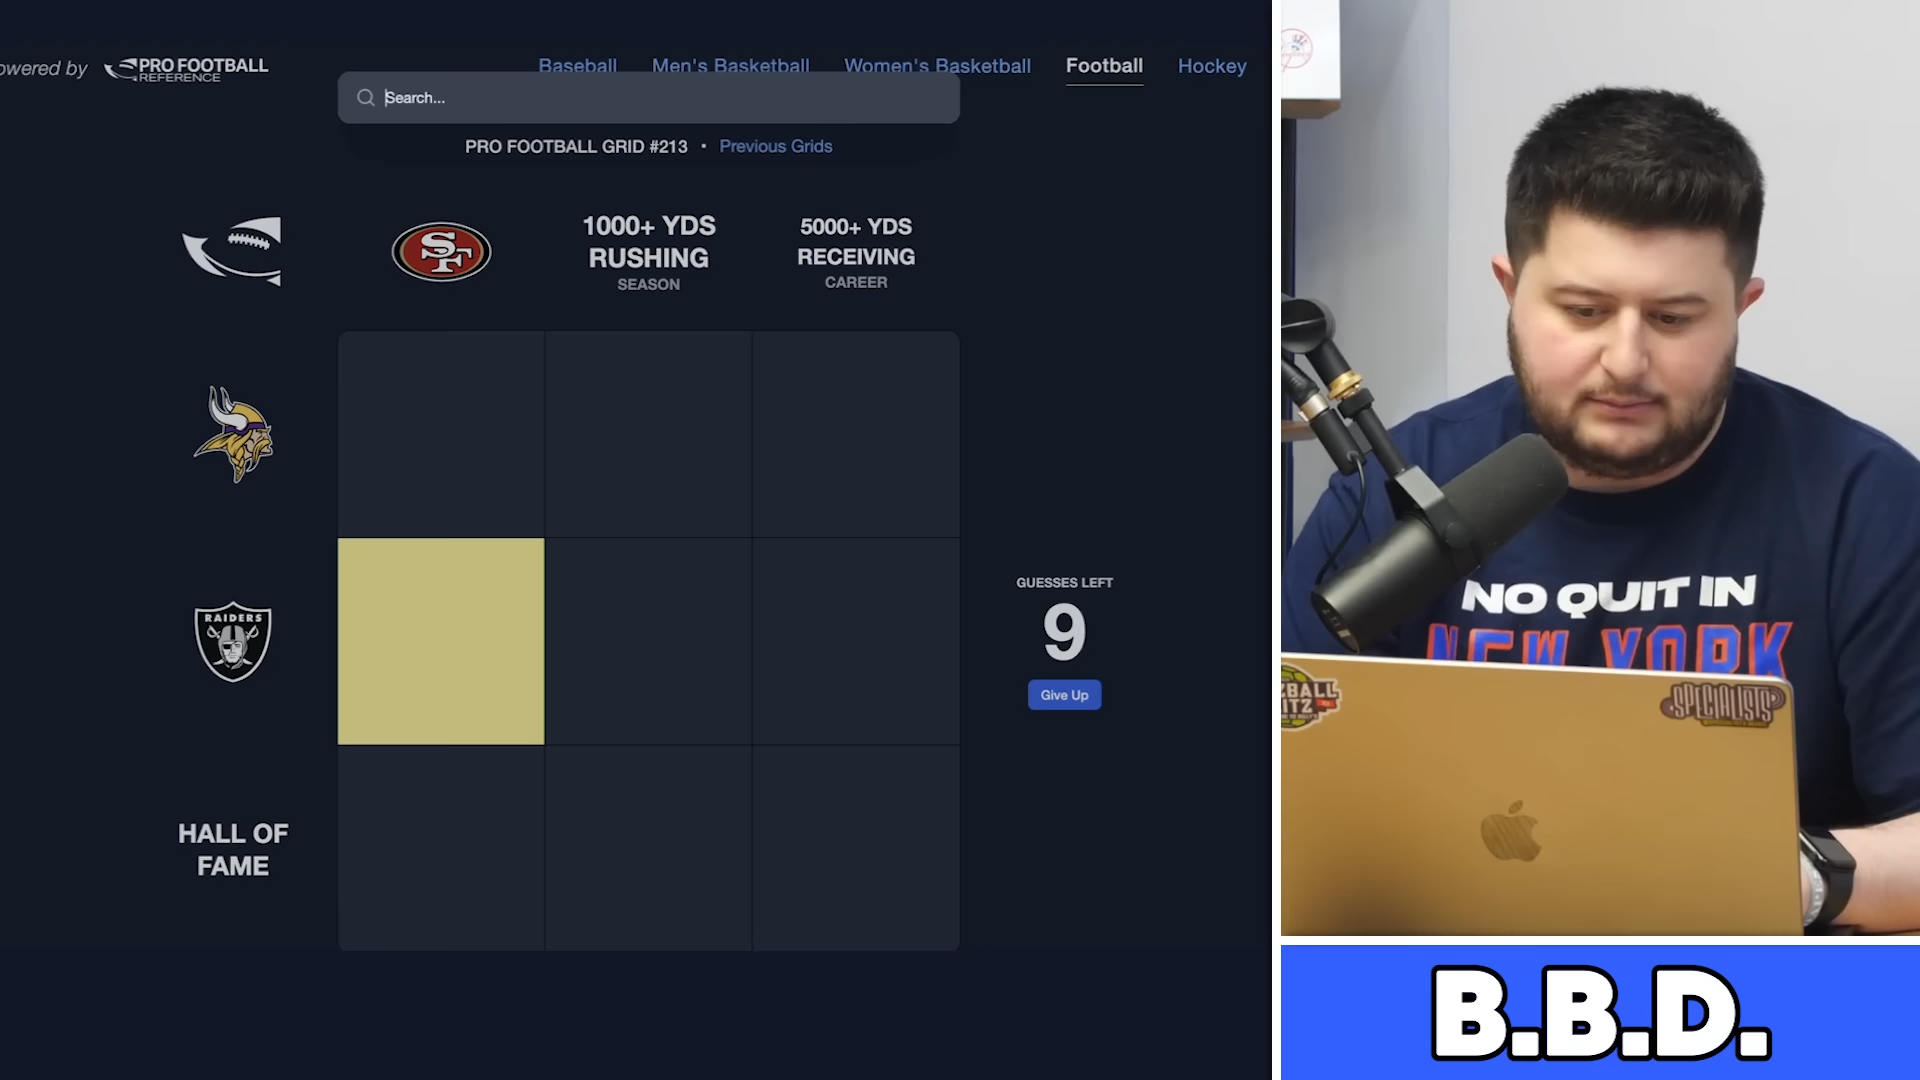 owered by
PRO FOOTBALL
REFERENCE
Baseball
Men's Basketball
Women's Basketball
Football
Hockey
Search...
PRO FOOTBALL GRID #213 • Previous Grids
SF
1000+ YDS
RUSHING
SEASON
5000+ YDS
RECEIVING
CAREER
RAIDERS
HALL OF
FAME
GUESSES LEFT
9
Give Up
NO QUIT IN
NEW YORK
SPECIALISTS
B.B.D.